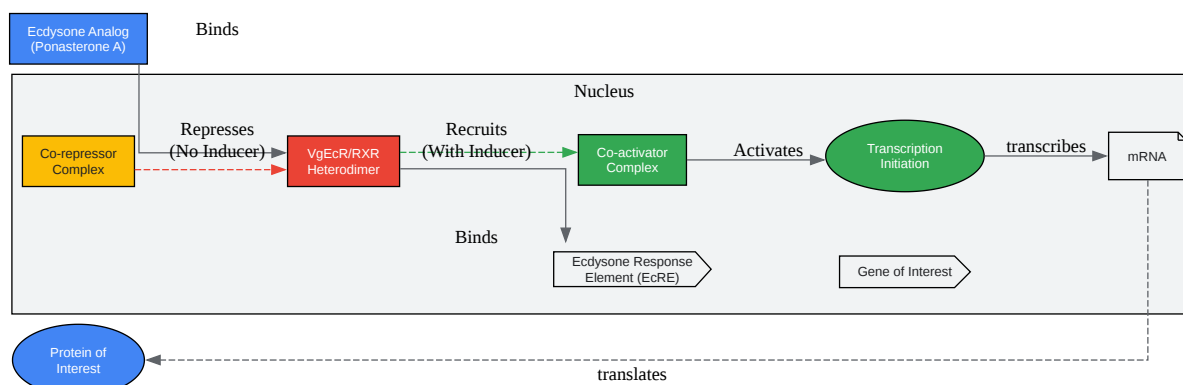 Ecdysone Analog
(Ponasterone A)
Binds
Nucleus
Co-repressor
Complex
Represses
(No Inducer)
VgEcR/RXR
Heterodimer
Recruits
(With Inducer)
Co-activator
Complex
Activates
Transcription
Initiation
transcribes
mRNA
Binds
Ecdysone Response
Element (EcRE)
Gene of Interest
Protein of
Interest
translates